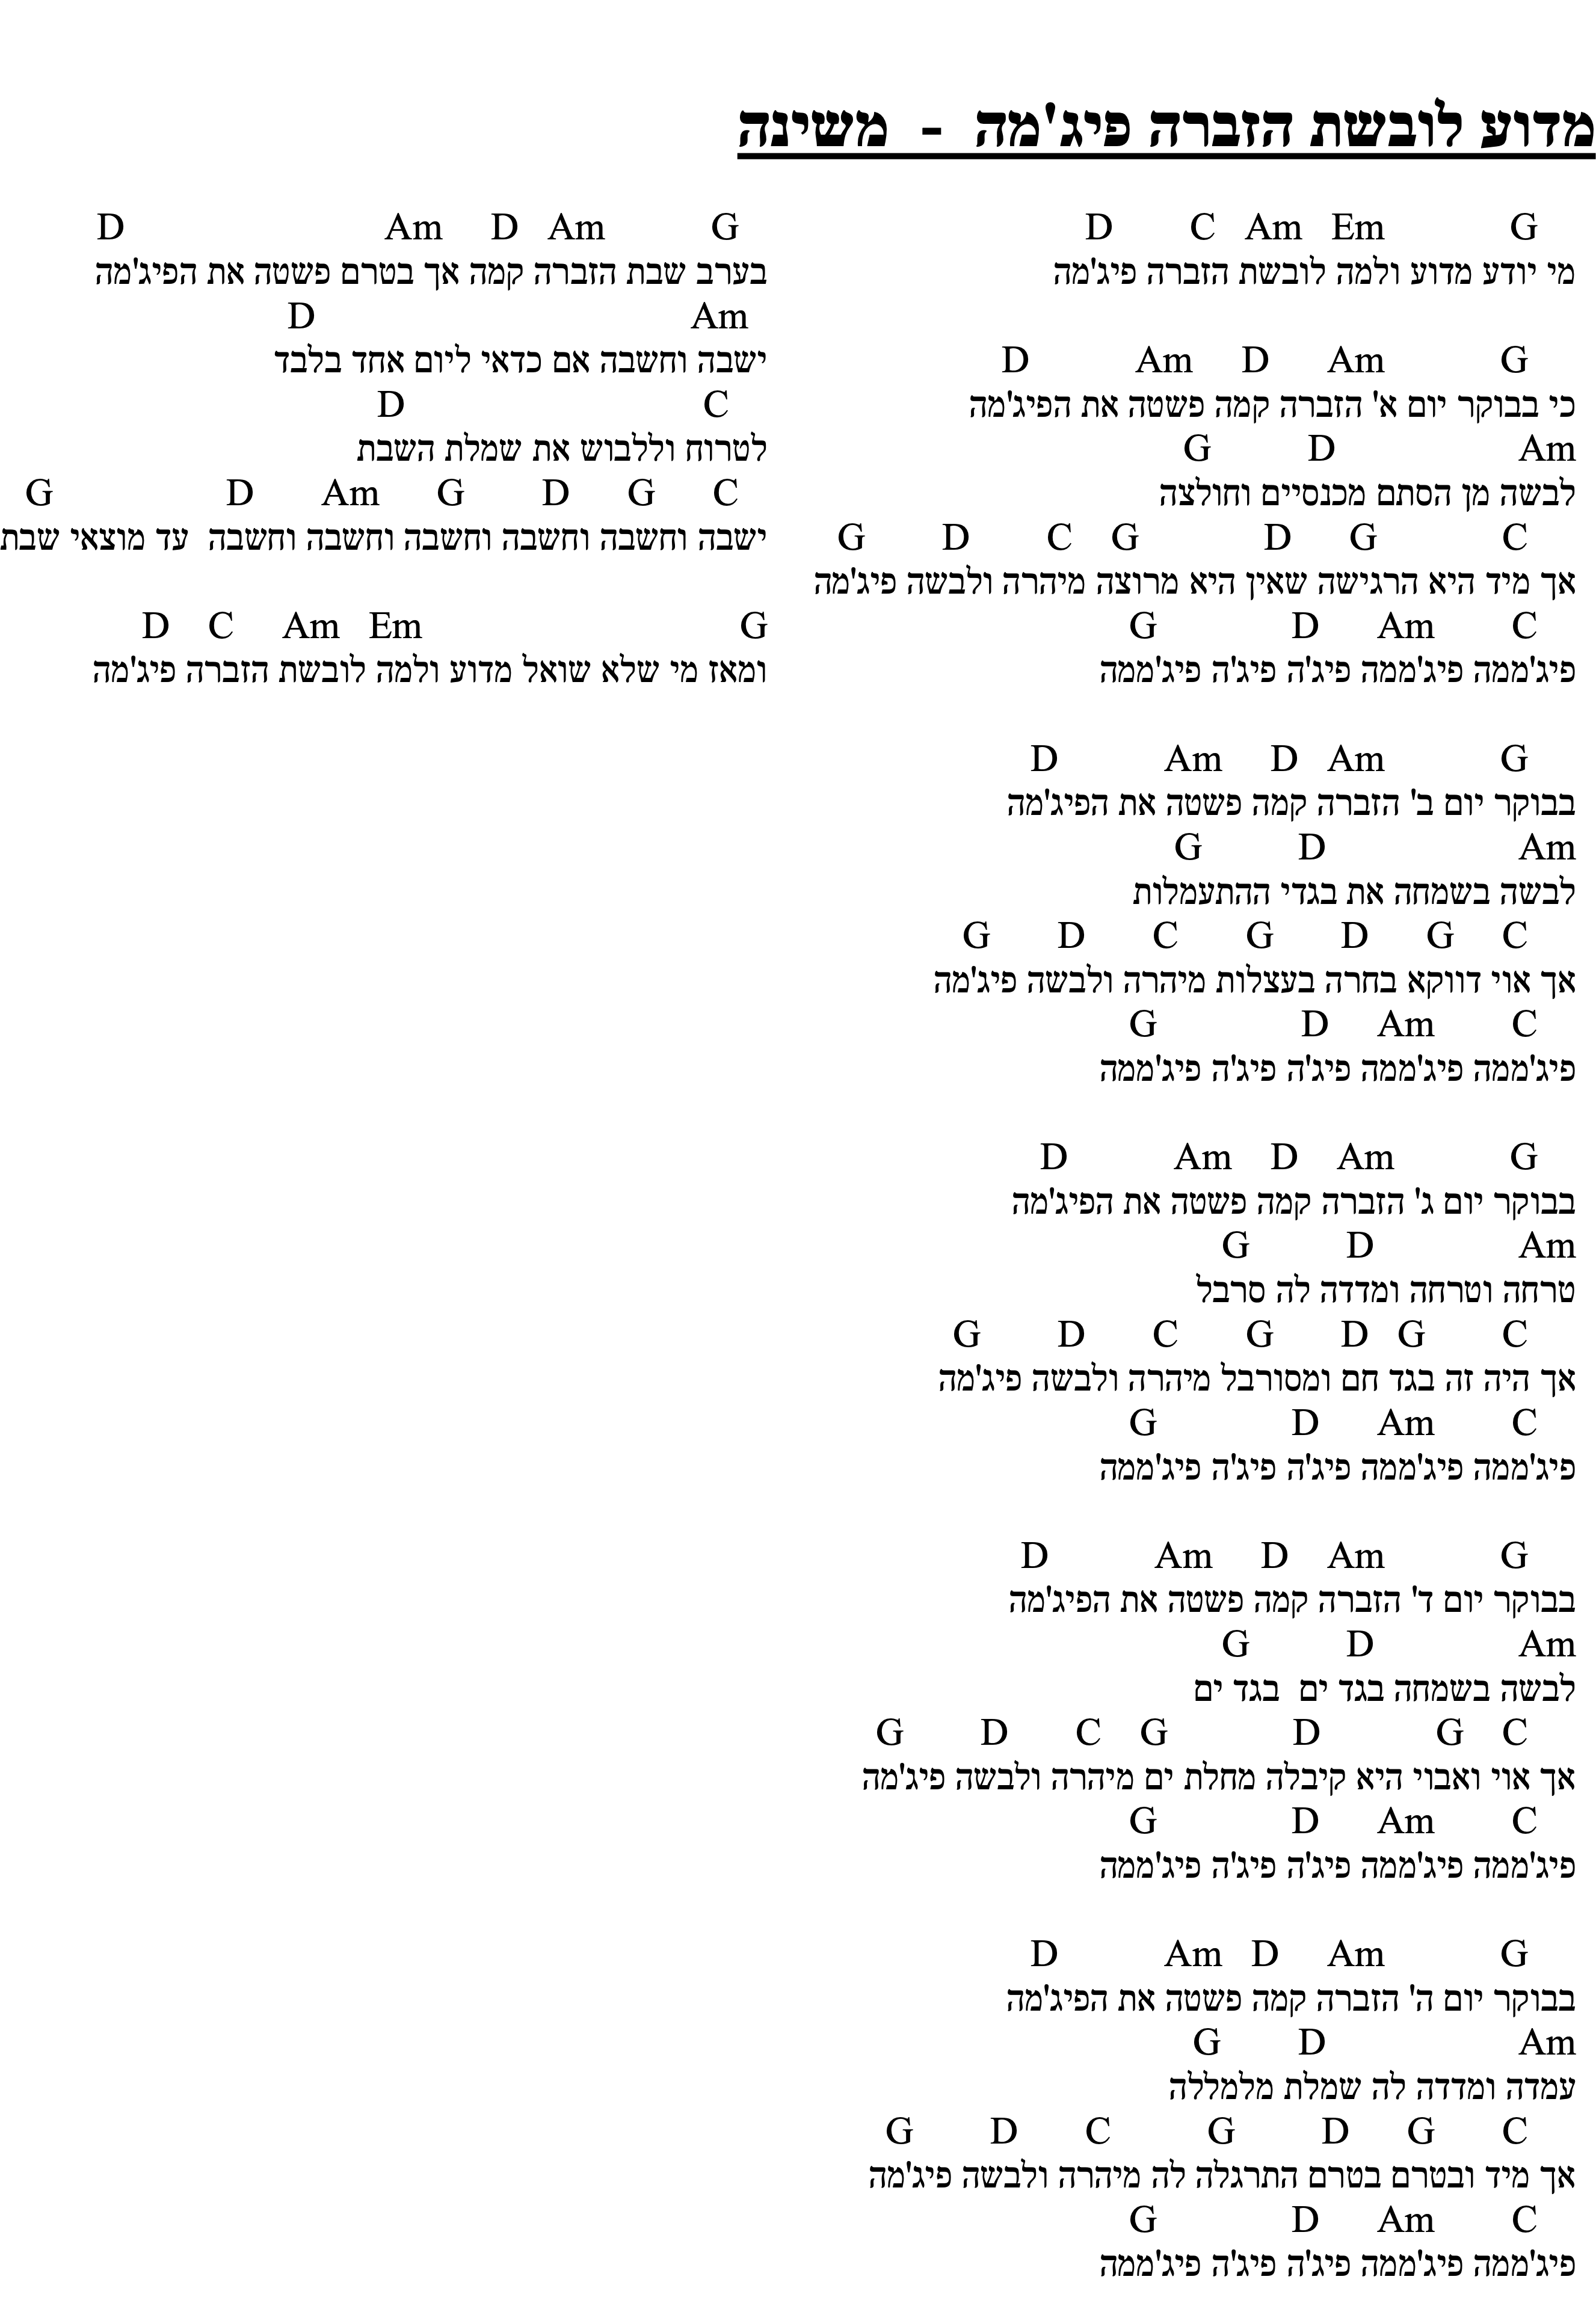 מדוע לובשת הזברה פיג'מה - משינה
G Em Am C D
מי יודע מדוע ולמה לובשת הזברה פיג'מה
G Am D Am D
כי בבוקר יום א' הזברה קמה פשטה את הפיג'מה
Am D G
לבשה מן הסתם מכנסיים וחולצה
C G D G C D G
אך מיד היא הרגישה שאין היא מרוצה מיהרה ולבשה פיג'מה
C Am D G
פיג'ממה פיג'ממה פיג'ה פיג'ה פיג'ממה
G Am D Am D
בבוקר יום ב' הזברה קמה פשטה את הפיג'מה
Am D G
לבשה בשמחה את בגדי ההתעמלות
C G D G C D G
אך אוי דווקא בחרה בעצלות מיהרה ולבשה פיג'מה
C Am D G
פיג'ממה פיג'ממה פיג'ה פיג'ה פיג'ממה
G Am D Am D
בבוקר יום ג' הזברה קמה פשטה את הפיג'מה
Am D G
טרחה וטרחה ומדדה לה סרבל
C G D G C D G
אך היה זה בגד חם ומסורבל מיהרה ולבשה פיג'מה
C Am D G
פיג'ממה פיג'ממה פיג'ה פיג'ה פיג'ממה
G Am D Am D
בבוקר יום ד' הזברה קמה פשטה את הפיג'מה
Am D G
לבשה בשמחה בגד ים בגד ים
C G D G C D G
אך אוי ואבוי היא קיבלה מחלת ים מיהרה ולבשה פיג'מה
C Am D G
פיג'ממה פיג'ממה פיג'ה פיג'ה פיג'ממה
G Am D Am D
בבוקר יום ה' הזברה קמה פשטה את הפיג'מה
Am D G
עמדה ומדדה לה שמלת מלמללה
C G D G C D G
אך מיד ובטרם בטרם התרגלה לה מיהרה ולבשה פיג'מה
C Am D G
פיג'ממה פיג'ממה פיג'ה פיג'ה פיג'ממה
G Am D Am D
בערב שבת הזברה קמה אך בטרם פשטה את הפיג'מה
Am D
ישבה וחשבה אם כדאי ליום אחד בלבד
C D
לטרוח וללבוש את שמלת השבת
C G D G Am D G
ישבה וחשבה וחשבה וחשבה וחשבה וחשבה עד מוצאי שבת
G Em Am C D
ומאז מי שלא שואל מדוע ולמה לובשת הזברה פיג'מה